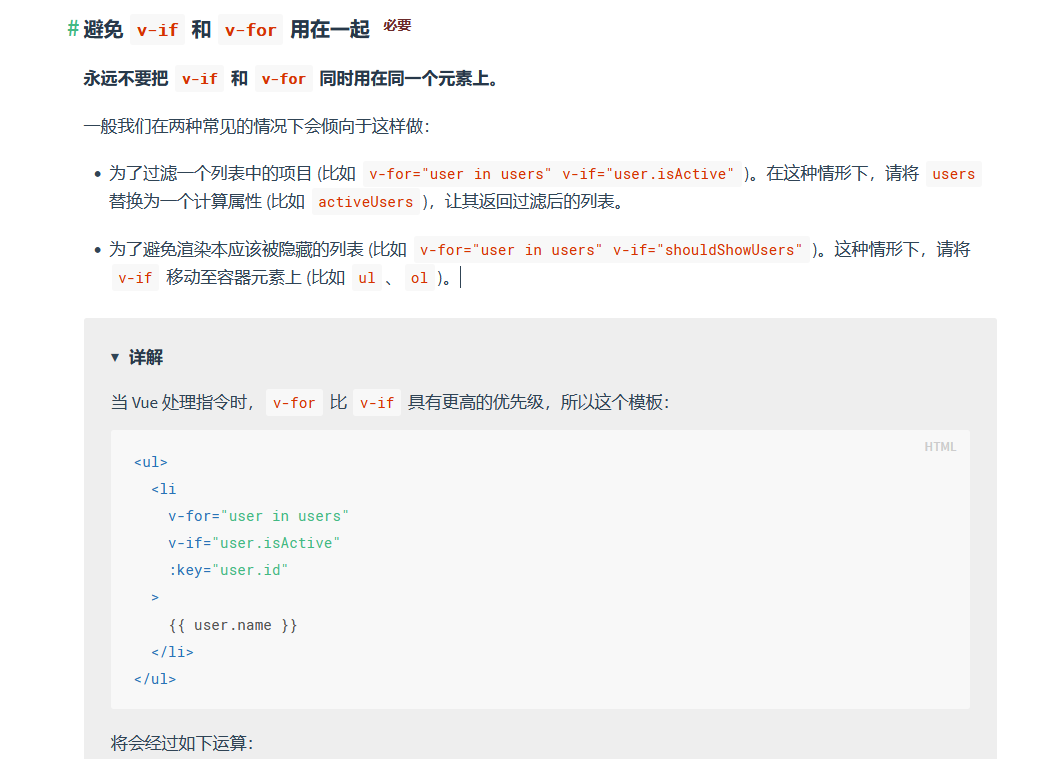 # 避免 v-if 和 v-for 用在一起 必要
永远不要把 v-if 和 v-for 同时用在同一个元素上。
一般我们在两种常见的情况下会倾向于这样做：
• 为了过滤一个列表中的项目 (比如 v-for="user in users" v-if="user.isActive" )。在这种情形下，请将 users
替换为一个计算属性 (比如 activeUsers )，让其返回过滤后的列表。
• 为了避免渲染本应该被隐藏的列表 (比如 v-for="user in users" v-if="shouldShowUsers" )。这种情形下，请将
v-if 移动至容器元素上 (比如 ul 、 ol )。
▼ 详解
当 Vue 处理指令时， v-for 比 v-if 具有更高的优先级，所以这个模板：
HTML
<ul>
<li
v-for="user in users"
v-if="user.isActive"
:key="user.id"
>
{{ user.name }}
</li>
</ul>
将会经过如下运算：